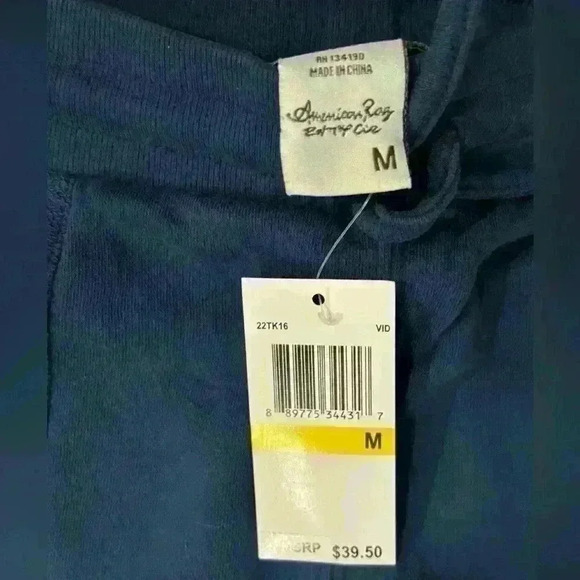 RN 134190
MADE IN CHINA
American Rag
M
22TK16 VID
8 89775 34431 7
M
MSRP $39.50